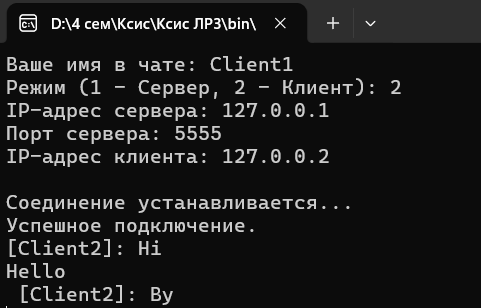 D:\4 сем\Ксис\Ксис ЛР3\bin\
Ваше имя в чате: Client1
Режим (1 - Сервер, 2 - Клиент): 2
IP-адрес сервера: 127.0.0.1
Порт сервера: 5555
IP-адрес клиента: 127.0.0.2
Соединение устанавливается...
Успешное подключение.
[Client2]: Hi
Hello
[Client2]: By